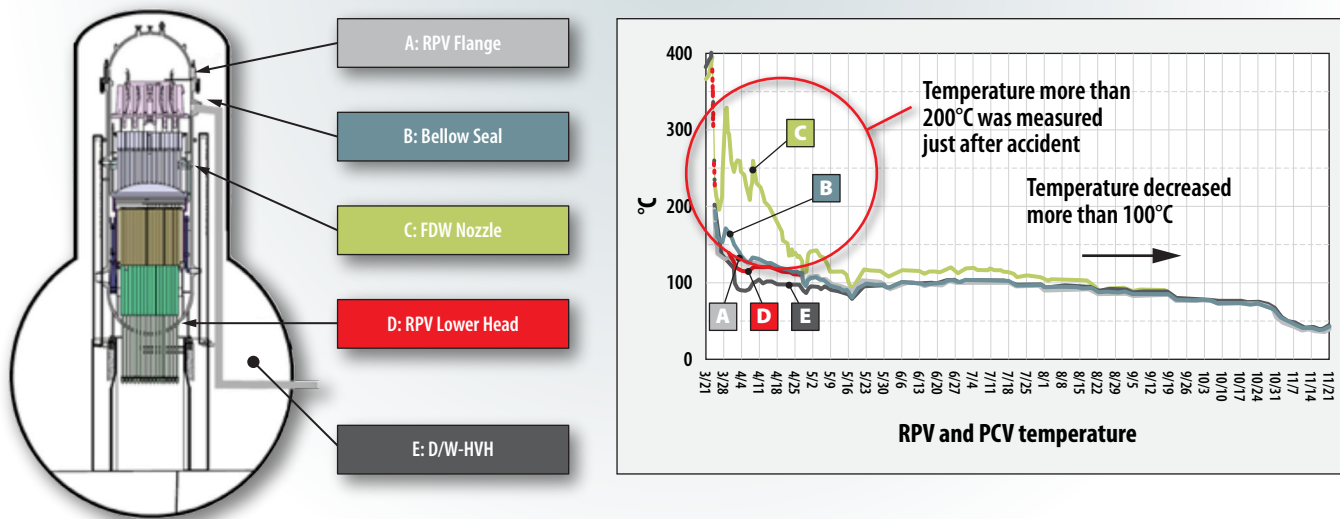 A: RPV Flange
B: Bellow Seal
C: FDW Nozzle
D: RPV Lower Head
E: D/W-HVH
400
300
200
100
0
°C
Temperature more than
200°C was measured
just after accident
Temperature decreased
more than 100°C
C
B
A
D
E
3/21
3/28
4/4
4/11
4/18
4/25
5/2
5/9
5/16
5/23
5/30
6/6
6/13
6/20
6/27
7/4
7/11
7/18
7/25
8/1
8/8
8/15
8/22
8/29
9/5
9/12
9/19
9/26
10/3
10/10
10/17
10/24
10/31
11/7
11/14
11/21
RPV and PCV temperature